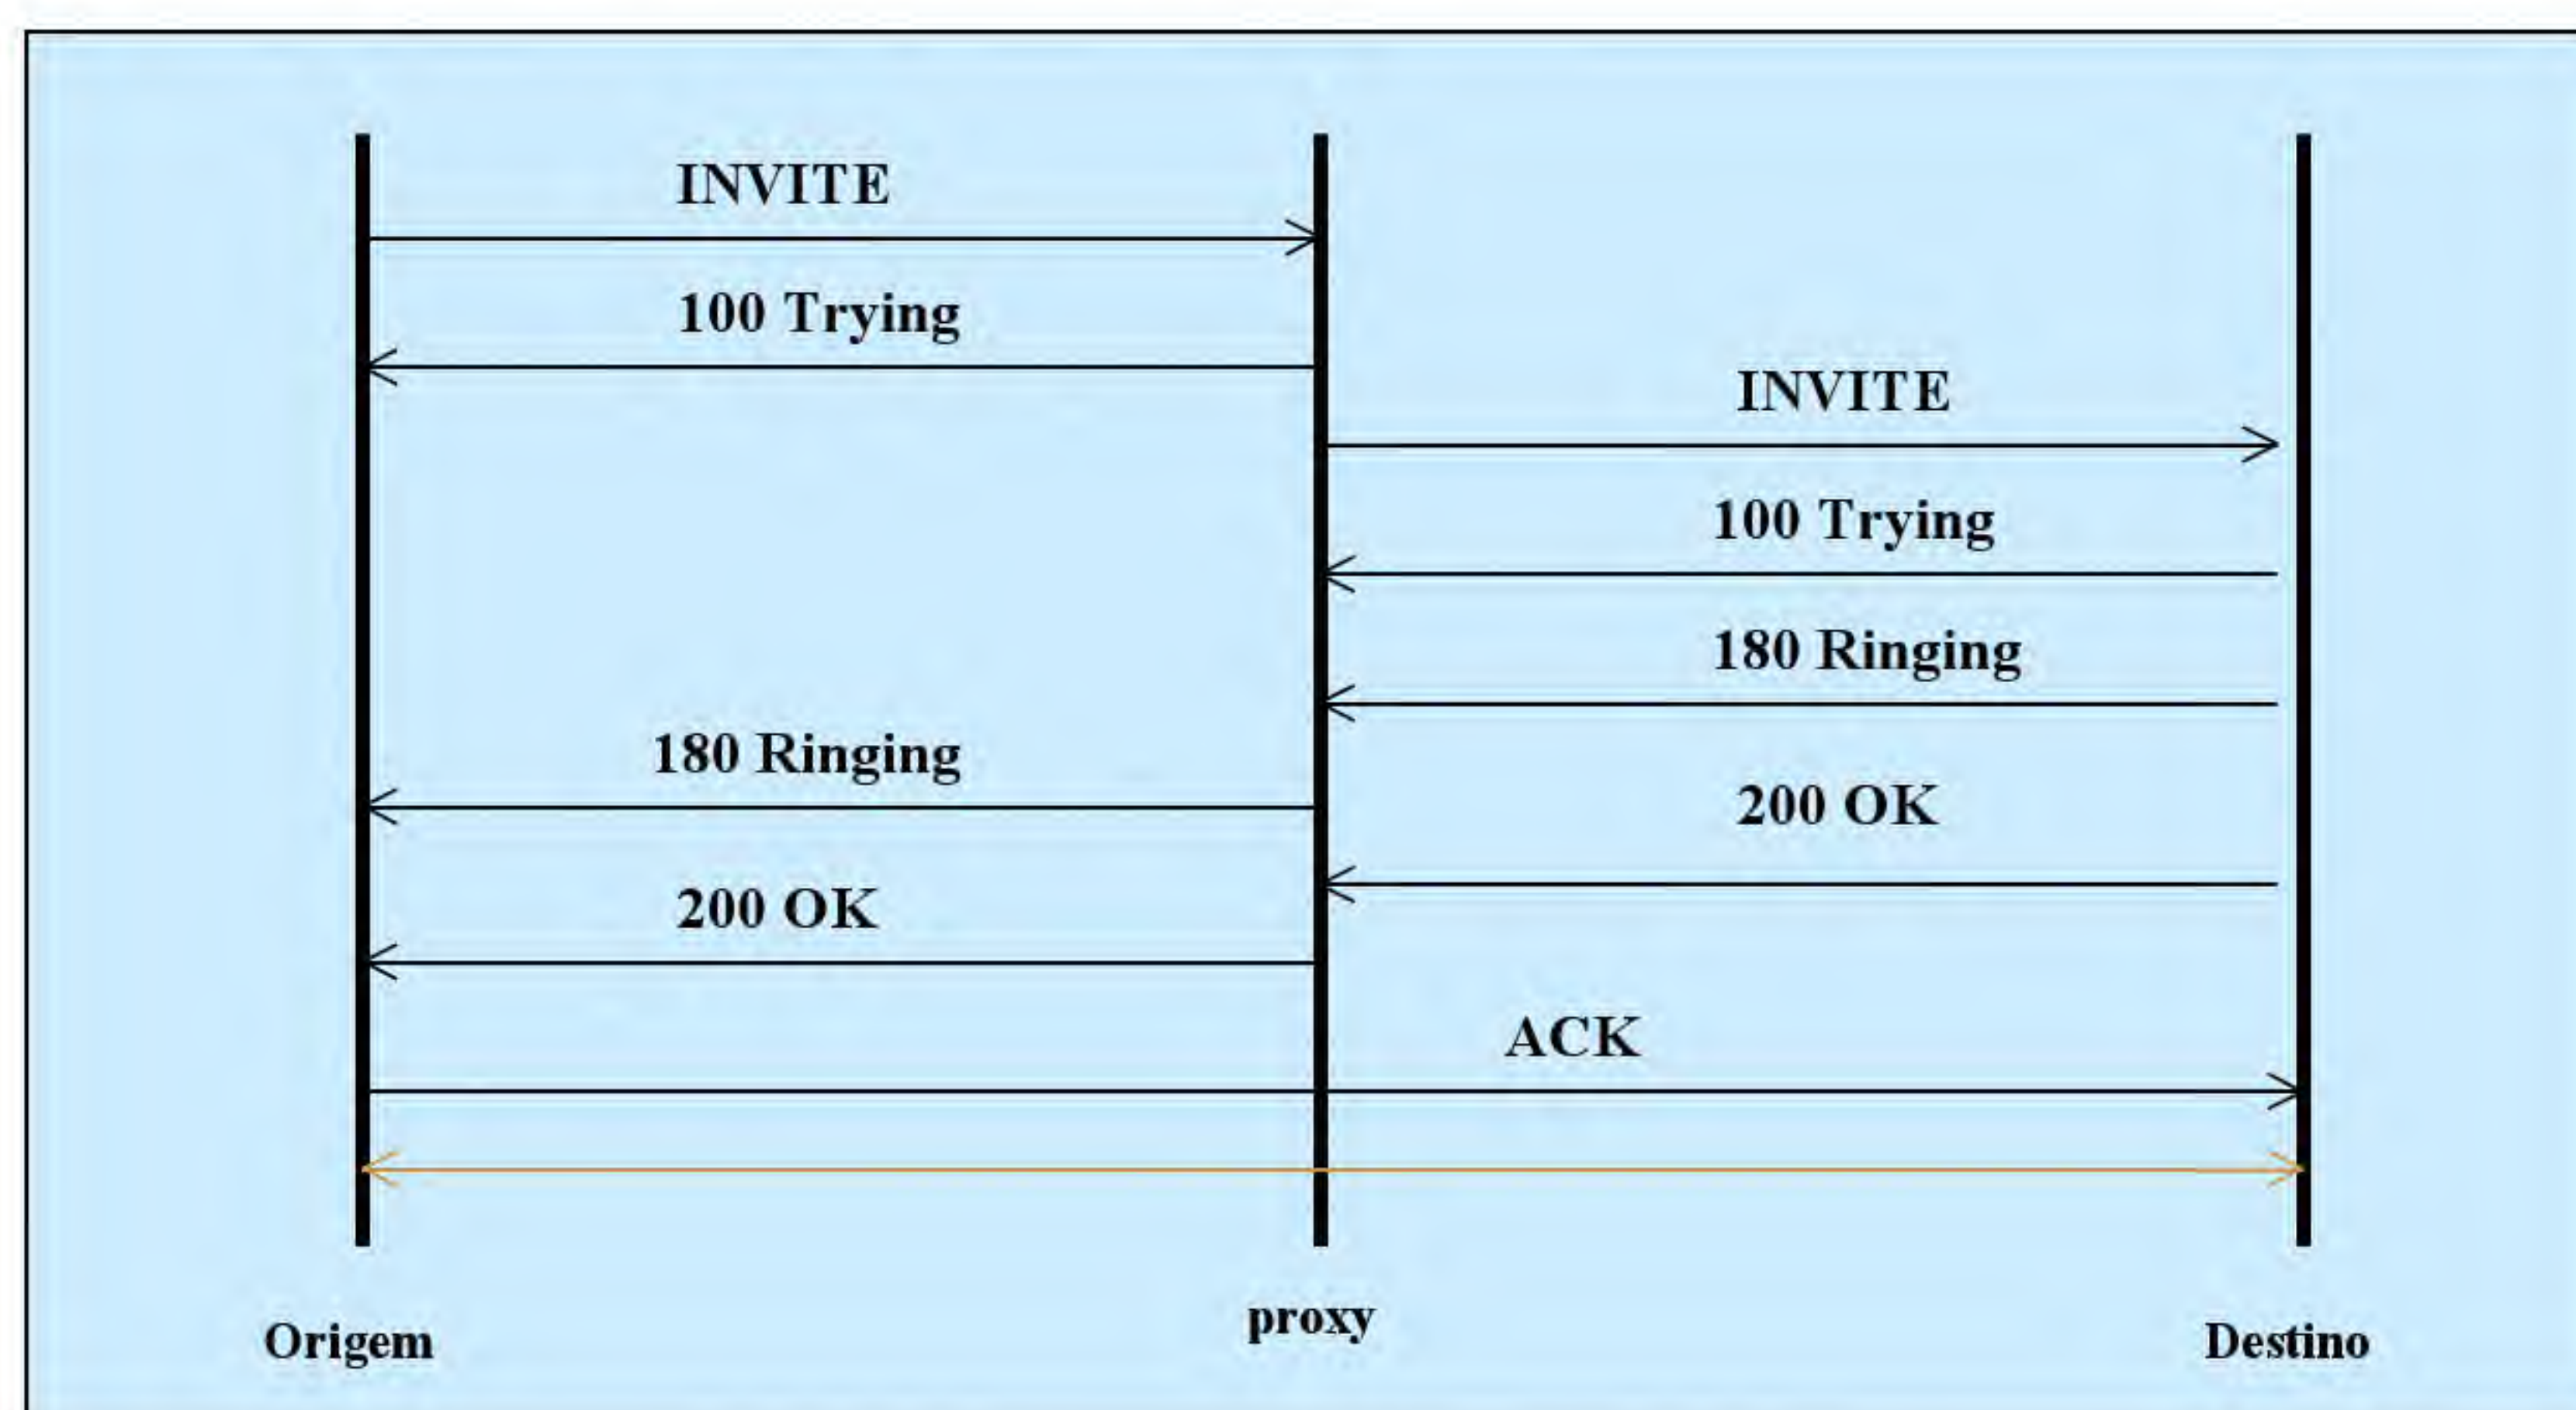 INVITE
100 Trying
INVITE
100 Trying
180 Ringing
180 Ringing
200 OK
200 OK
ACK
Origem
proxy
Destino